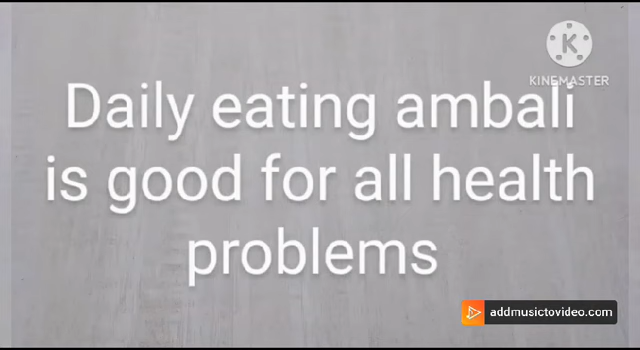 KINEMASTER
Daily eating ambali
is good for all health
problems
addmusictovideo.com